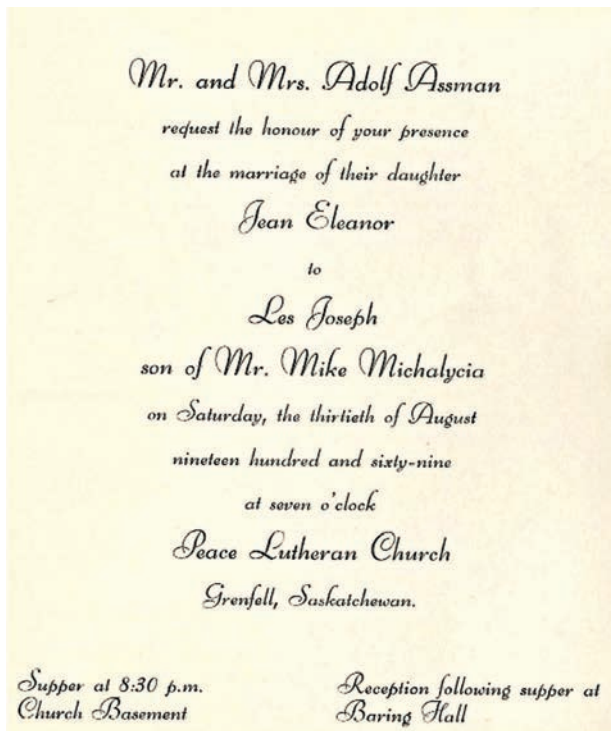 Mr. and Mrs. Adolf Assman
request the honour of your presence
at the marriage of their daughter
Jean Eleanor
to
Les Joseph
son of Mr. Mike Michalycia
on Saturday, the thirtieth of August
nineteen hundred and sixty-nine
at seven o'clock
Peace Lutheran Church
Grenfell, Saskatchewan.
Supper at 8:30 p.m.
Church Basement
Reception following supper at
Baring Hall